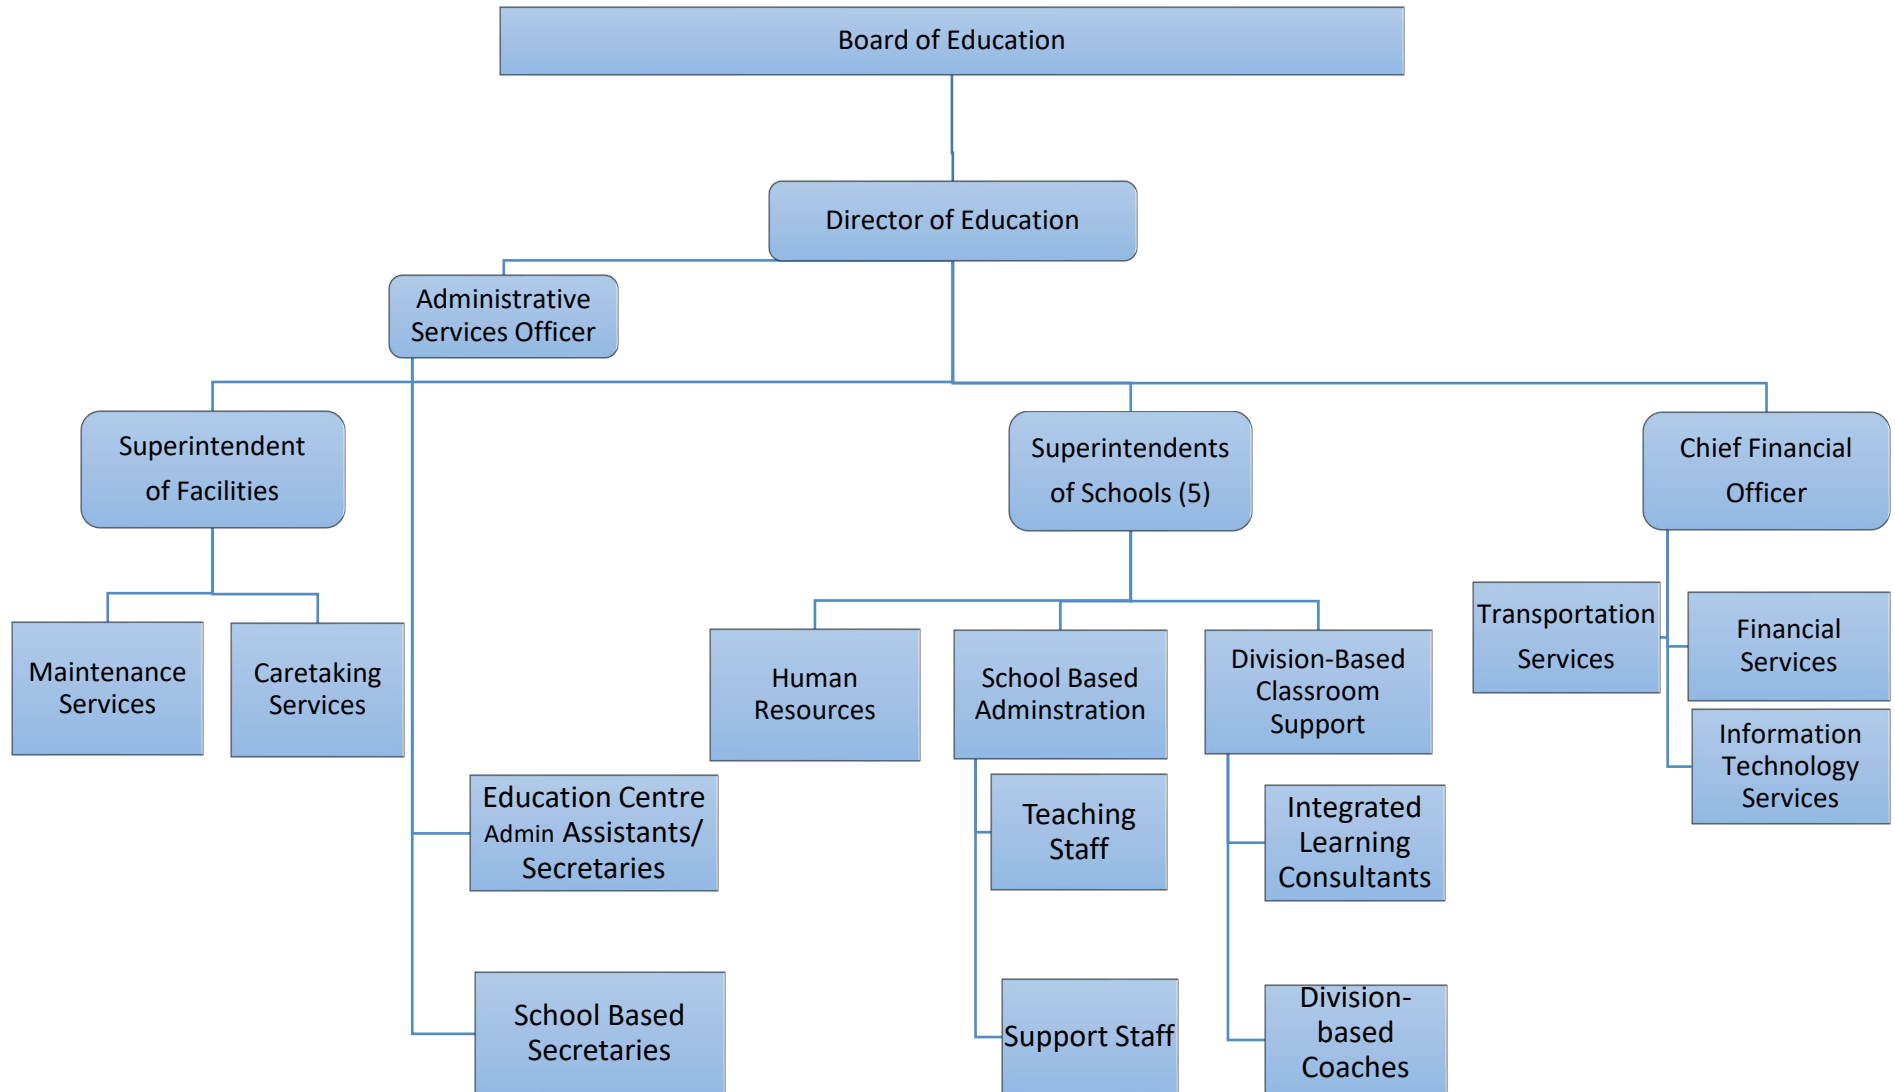 Board of Education
Director of Education
Administrative
Services Officer
Superintendent
of Facilities
Superintendents
of Schools (5)
Chief Financial
Officer
Maintenance
Services
Caretaking
Services
Human
Resources
School Based
Adminstration
Division-Based
Classroom
Support
Transportation
Services
Financial
Services
Information
Technology
Services
Education Centre
Admin Assistants/
Secretaries
Teaching
Staff
Integrated
Learning
Consultants
School Based
Secretaries
Support Staff
Division-
based
Coaches